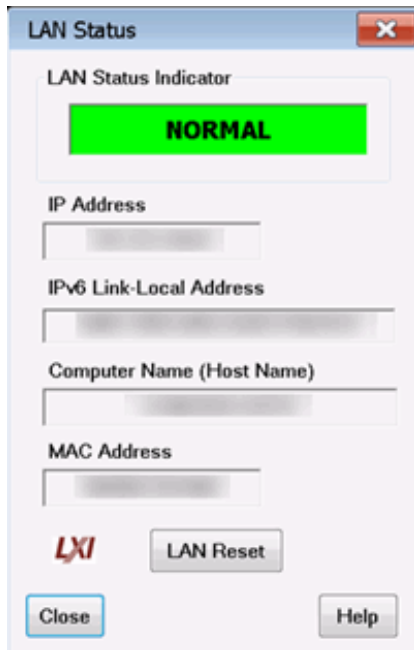 LAN Status
LAN Status Indicator
NORMAL
IP Address
IPv6 Link-Local Address
Computer Name (Host Name)
MAC Address
LXI
LAN Reset
Close
Help